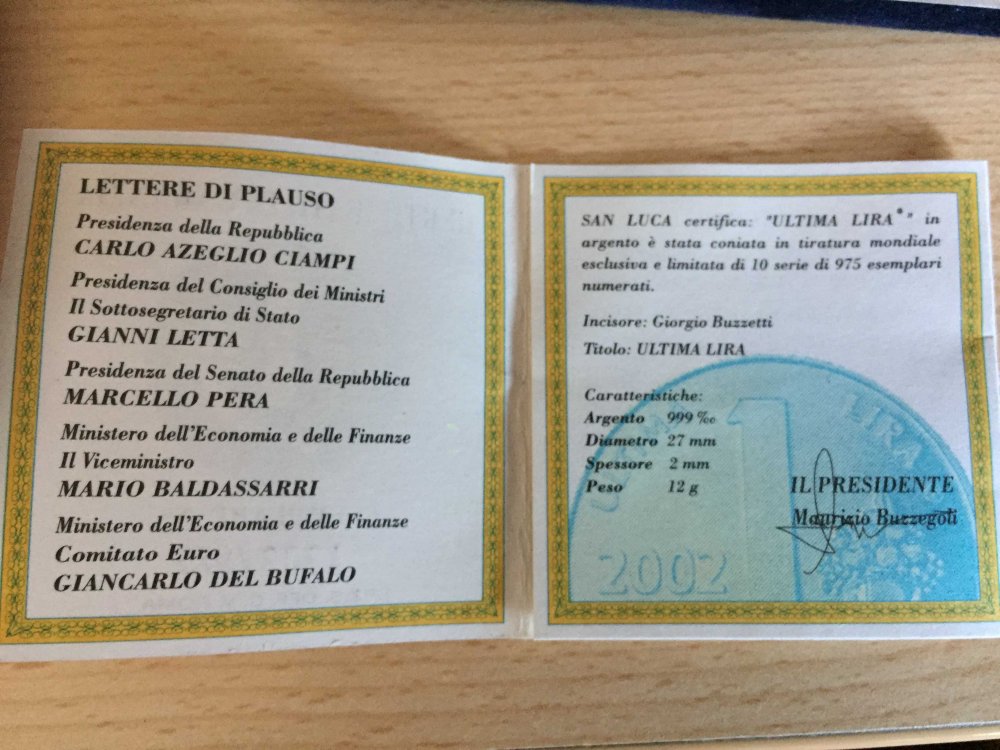 LETTERE DI PLAUSO
Presidenza della Repubblica
CARLO AZEGLIO CIAMPI
Presidenza del Consiglio dei Ministri
Il Sottosegretario di Stato
GIANNI LETTA
Presidenza del Senato della Repubblica
MARCELLO PERA
Ministero dell'Economia e delle Finanze
Il Viceministro
MARIO BALDASSARRI
Ministero dell'Economia e delle Finanze
Comitato Euro
GIANCARLO DEL BUFALO
SAN LUCA certifica: "ULTIMA LIRA*" in
argento è stata coniata in tiratura mondiale
esclusiva e limitata di 10 serie di 975 esemplari
numerati.
Incisore: Giorgio Buzzetti
Titolo: ULTIMA LIRA
Caratteristiche:
Argento 999 ‰
Diametro 27 mm
Spessore 2 mm
Peso 12 g
IL PRESIDENTE
Maurizio Buzzegoli
1 LIRA
2002